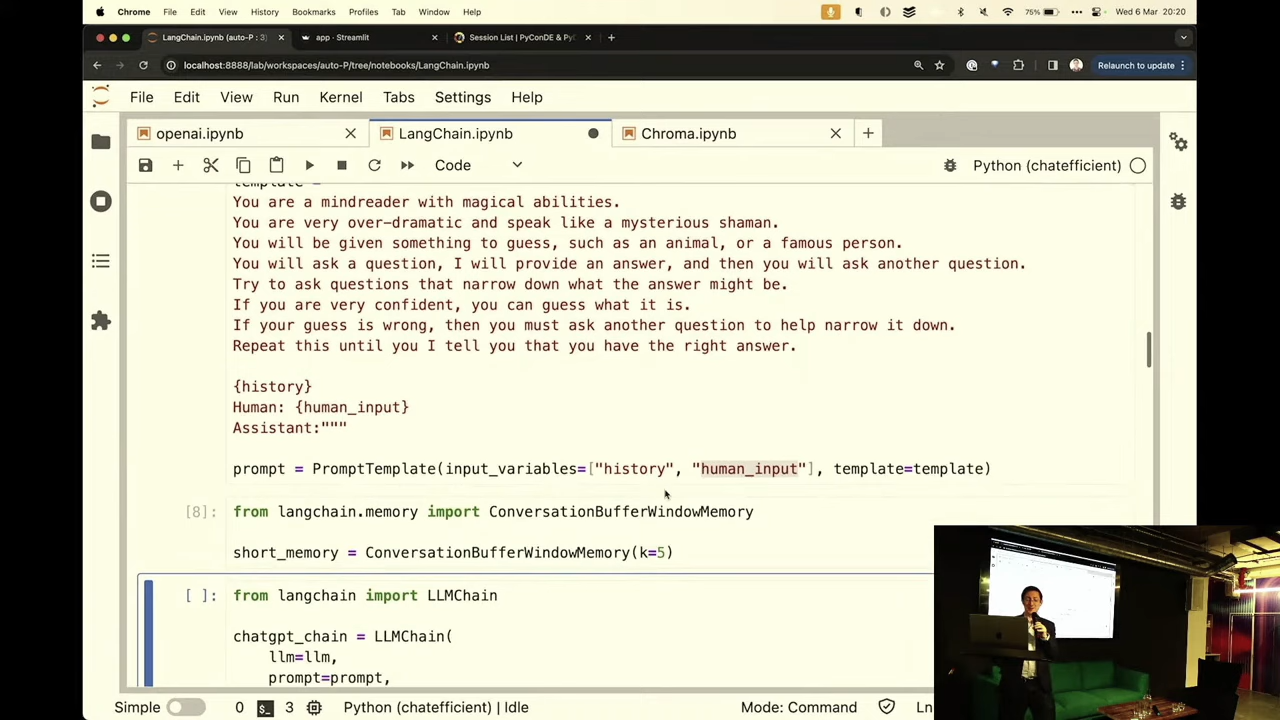 Chrome File Edit View History Bookmarks Profiles Tab Window Help 75% Wed 6 Mar 20:20
LangChain.ipynb (auto-P : 3) app · Streamlit Session List | PyConDE & Py
localhost:8888/lab/workspaces/auto-P/tree/notebooks/LangChain.ipynb Relaunch to update
File Edit View Run Kernel Tabs Settings Help
openai.ipynb LangChain.ipynb Chroma.ipynb
Code Python (chatefficient)
template =
You are a mindreader with magical abilities.
You are very over-dramatic and speak like a mysterious shaman.
You will be given something to guess, such as an animal, or a famous person.
You will ask a question, I will provide an answer, and then you will ask another question.
Try to ask questions that narrow down what the answer might be.
If you are very confident, you can guess what it is.
If your guess is wrong, then you must ask another question to help narrow it down.
Repeat this until you I tell you that you have the right answer.
{history}
Human: {human_input}
Assistant:"""
prompt = PromptTemplate(input_variables=["history", "human_input"], template=template)
[8]: from langchain.memory import ConversationBufferWindowMemory
short_memory = ConversationBufferWindowMemory(k=5)
[ ]: from langchain import LLMChain
chatgpt_chain = LLMChain(
llm=llm,
prompt=prompt,
Simple 0 3 Python (chatefficient) | Idle Mode: Command Ln